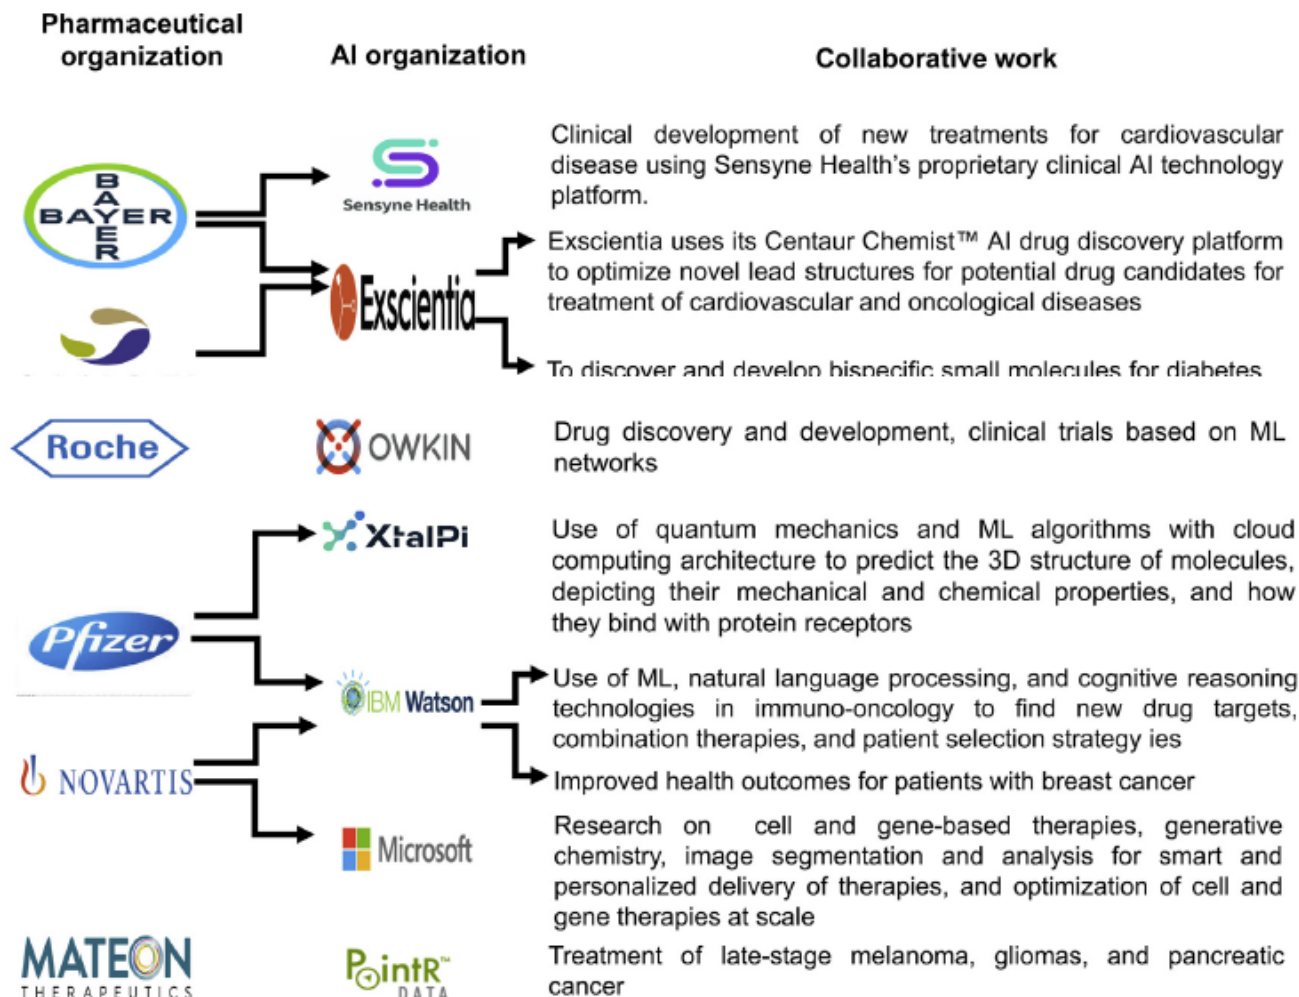 Pharmaceutical
organization
AI organization
Collaborative work
BAYER
BAYER
Sensyne Health
Clinical development of new treatments for cardiovascular
disease using Sensyne Health's proprietary clinical AI technology
platform.
Exscientia
Exscientia uses its Centaur Chemist™ AI drug discovery platform
to optimize novel lead structures for potential drug candidates for
treatment of cardiovascular and oncological diseases
To discover and develop bispecific small molecules for diabetes
Roche
OWKIN
Drug discovery and development, clinical trials based on ML
networks
XtalPi
Use of quantum mechanics and ML algorithms with cloud
computing architecture to predict the 3D structure of molecules,
depicting their mechanical and chemical properties, and how
they bind with protein receptors
Pfizer
IBM Watson
Use of ML, natural language processing, and cognitive reasoning
technologies in immuno-oncology to find new drug targets,
combination therapies, and patient selection strategy ies
NOVARTIS
Improved health outcomes for patients with breast cancer
Microsoft
Research on cell and gene-based therapies, generative
chemistry, image segmentation and analysis for smart and
personalized delivery of therapies, and optimization of cell and
gene therapies at scale
MATEON
THERAPEUTICS
PointR™
DATA
Treatment of late-stage melanoma, gliomas, and pancreatic
cancer